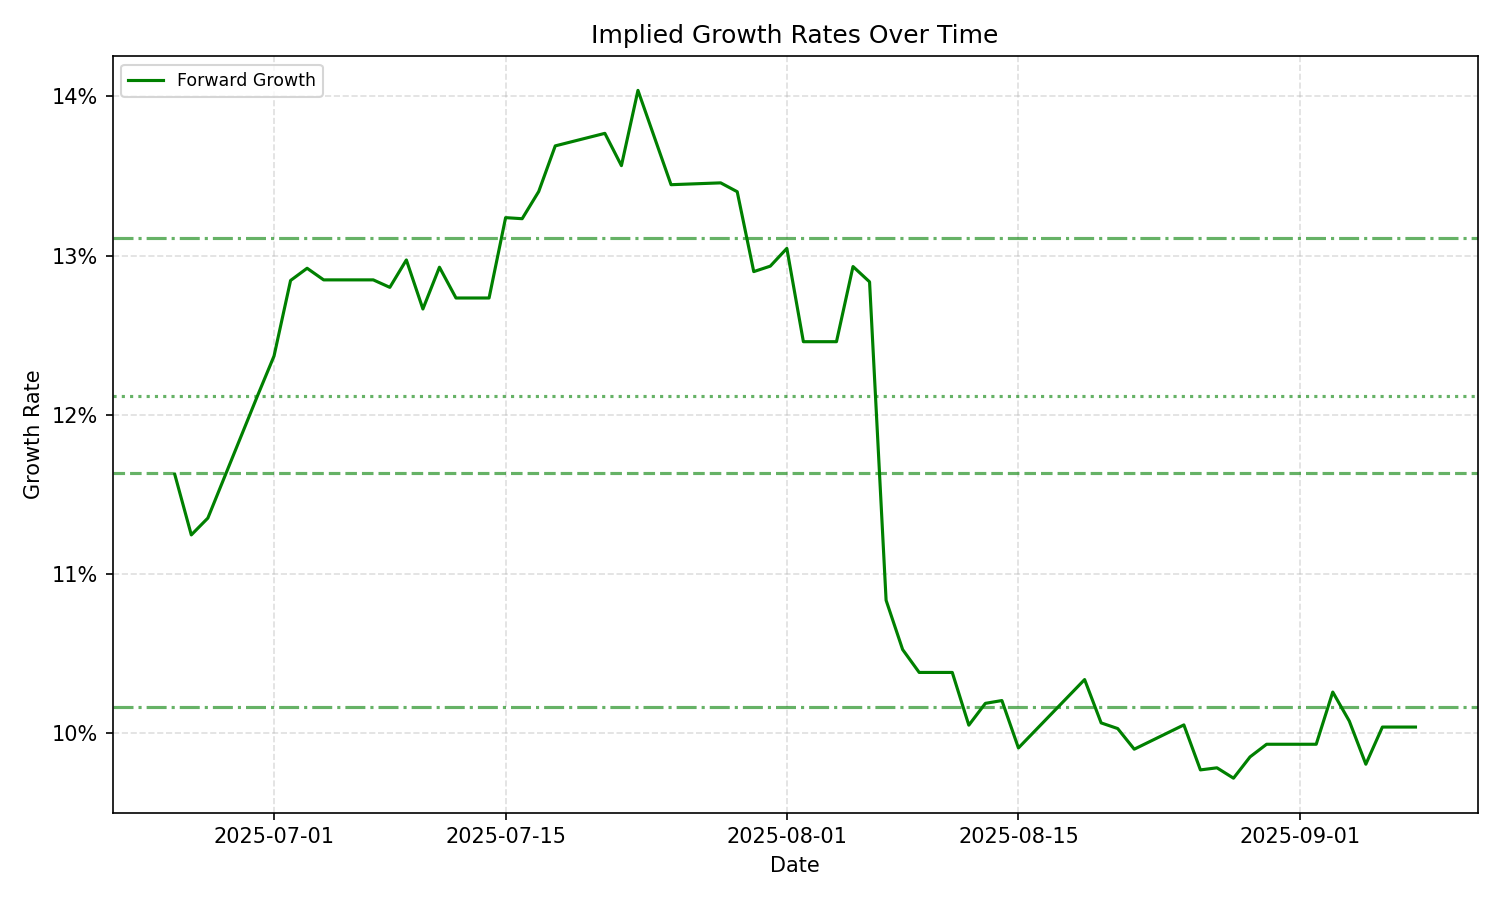 Implied Growth Rates Over Time
Forward Growth
14%
13%
12%
11%
10%
Growth Rate
2025-07-01
2025-07-15
2025-08-01
2025-08-15
2025-09-01
Date